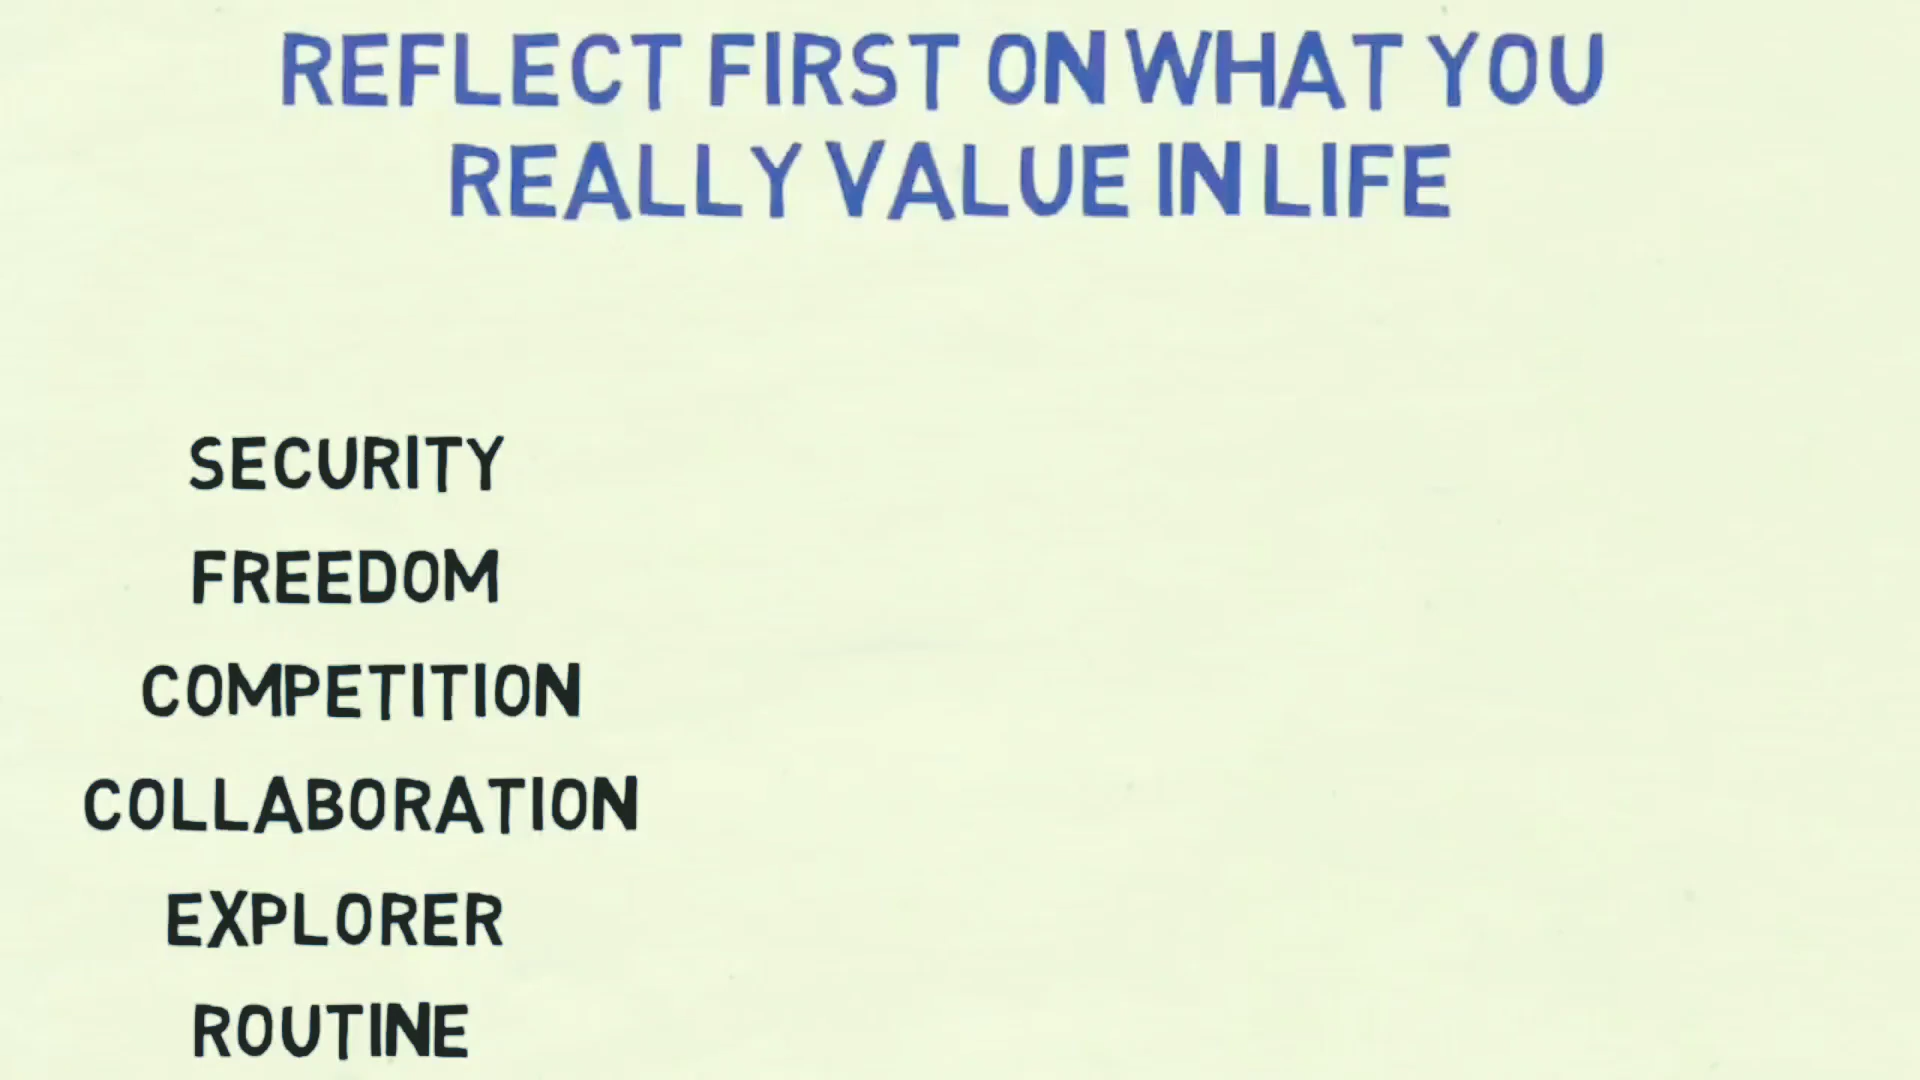 REFLECT FIRST ON WHAT YOU
REALLY VALUE IN LIFE
SECURITY
FREEDOM
COMPETITION
COLLABORATION
EXPLORER
ROUTINE